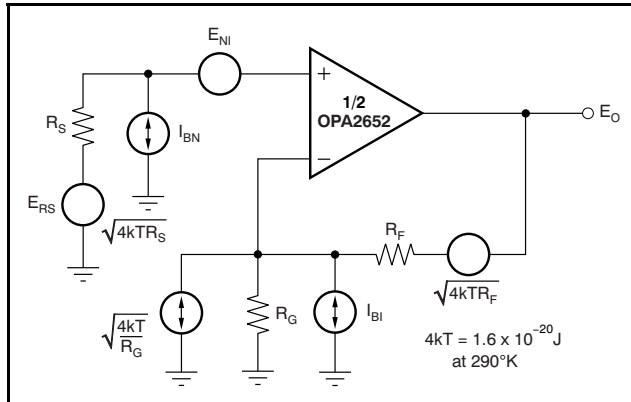 E_NI
+
1/2
OPA2652
−
E_O
R_S
I_BN
E_RS
√4kTR_S
R_F
√4kTR_F
√4kT/R_G
R_G
I_BI
4kT = 1.6 x 10⁻²⁰J
at 290°K